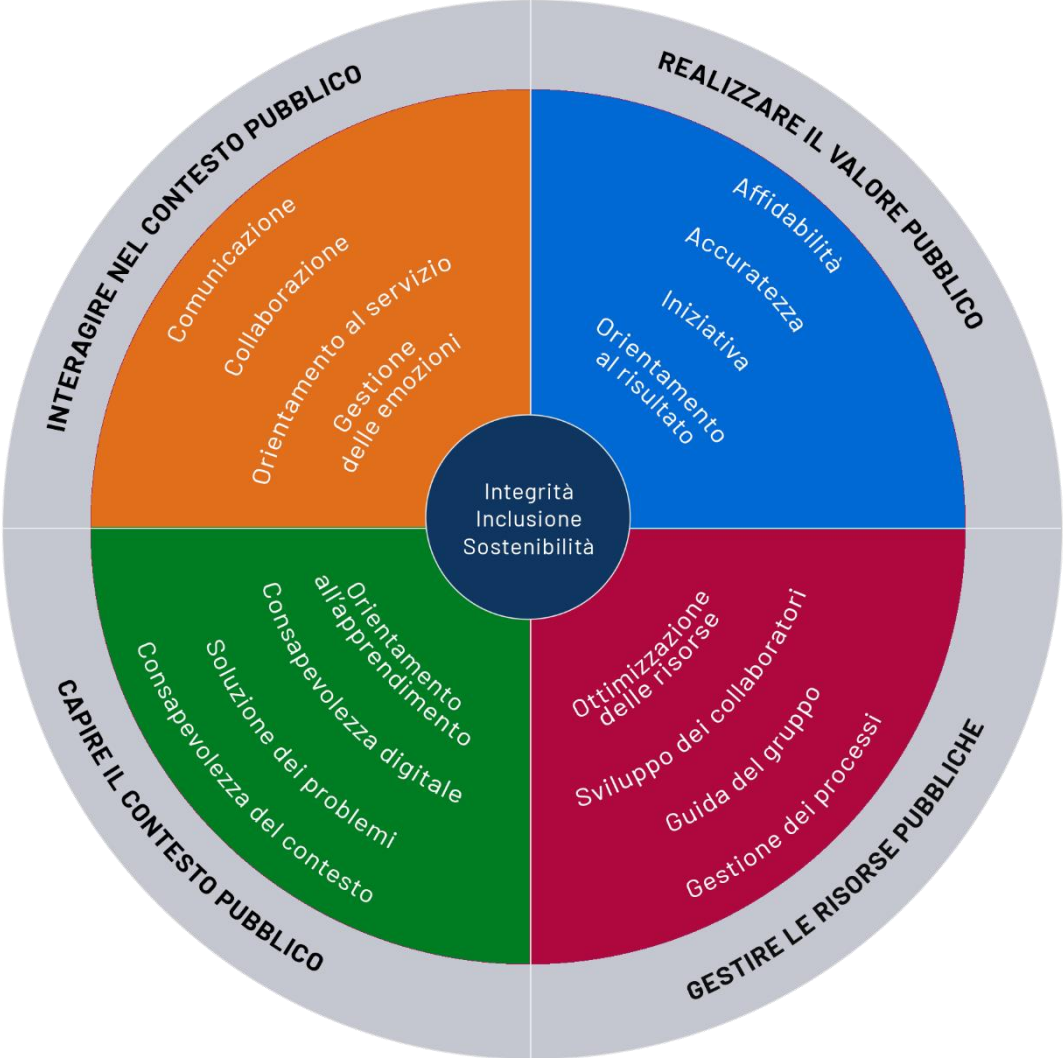 INTERAGIRE NEL CONTESTO PUBBLICO
Comunicazione
Collaborazione
Orientamento al servizio
Gestione
delle emozioni
REALIZZARE IL VALORE PUBBLICO
Affidabilità
Accuratezza
Iniziativa
Orientamento
al risultato
Integrità
Inclusione
Sostenibilità
CAPIRE IL CONTESTO PUBBLICO
Orientamento
all'apprendimento
Consapevolezza digitale
Soluzione dei problemi
Consapevolezza del contesto
GESTIRE LE RISORSE PUBBLICHE
Ottimizzazione
delle risorse
Sviluppo dei collaboratori
Guida del gruppo
Gestione dei processi